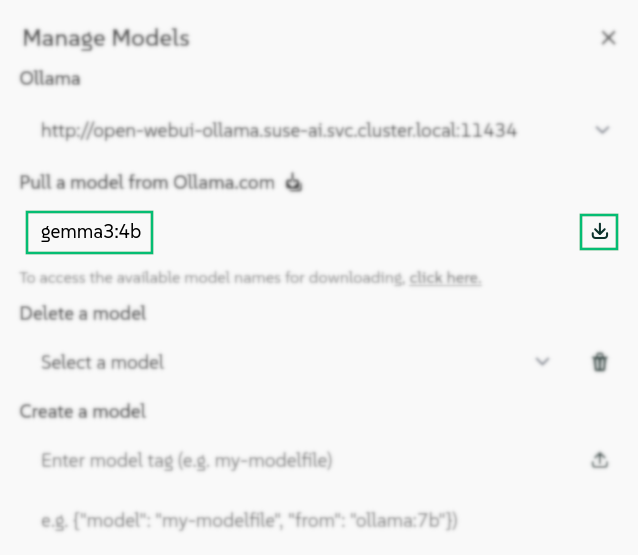 Manage Models
Ollama
http://open-webui-ollama.suse-ai.svc.cluster.local:11434
Pull a model from Ollama.com
gemma3:4b
To access the available model names for downloading, click here.
Delete a model
Select a model
Create a model
Enter model tag (e.g. my-modelfile)
e.g. {"model": "my-modelfile", "from": "ollama:7b"})